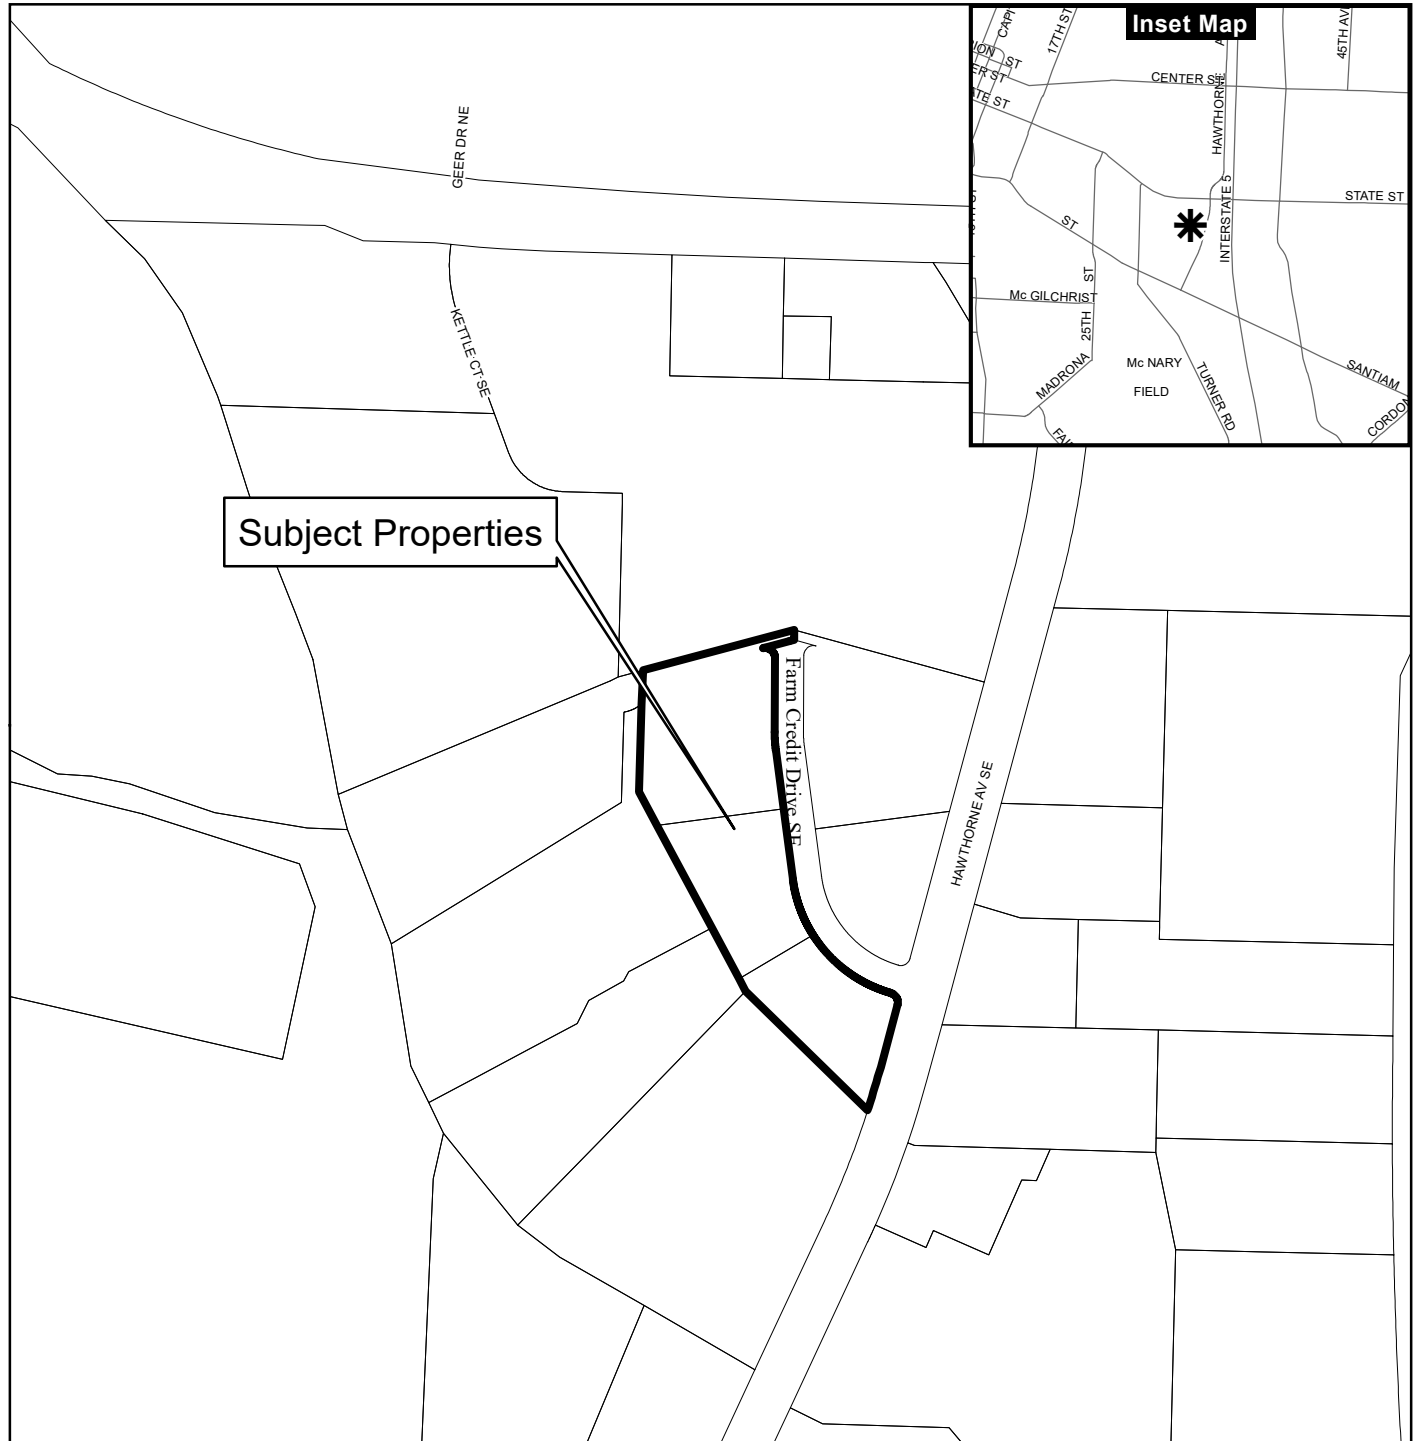 Inset Map
17TH ST
45TH AV
ST
CENTER ST
HAWTHORNE
STATE ST
INTERSTATE 5
ST
ST
Mc GILCHRIST
25TH
MADRONA
Mc NARY
FIELD
TURNER RD
SANTIAM
GEER DR NE
KETTLE CT SE
Subject Properties
Farm Credit Drive SE
HAWTHORNE AV SE